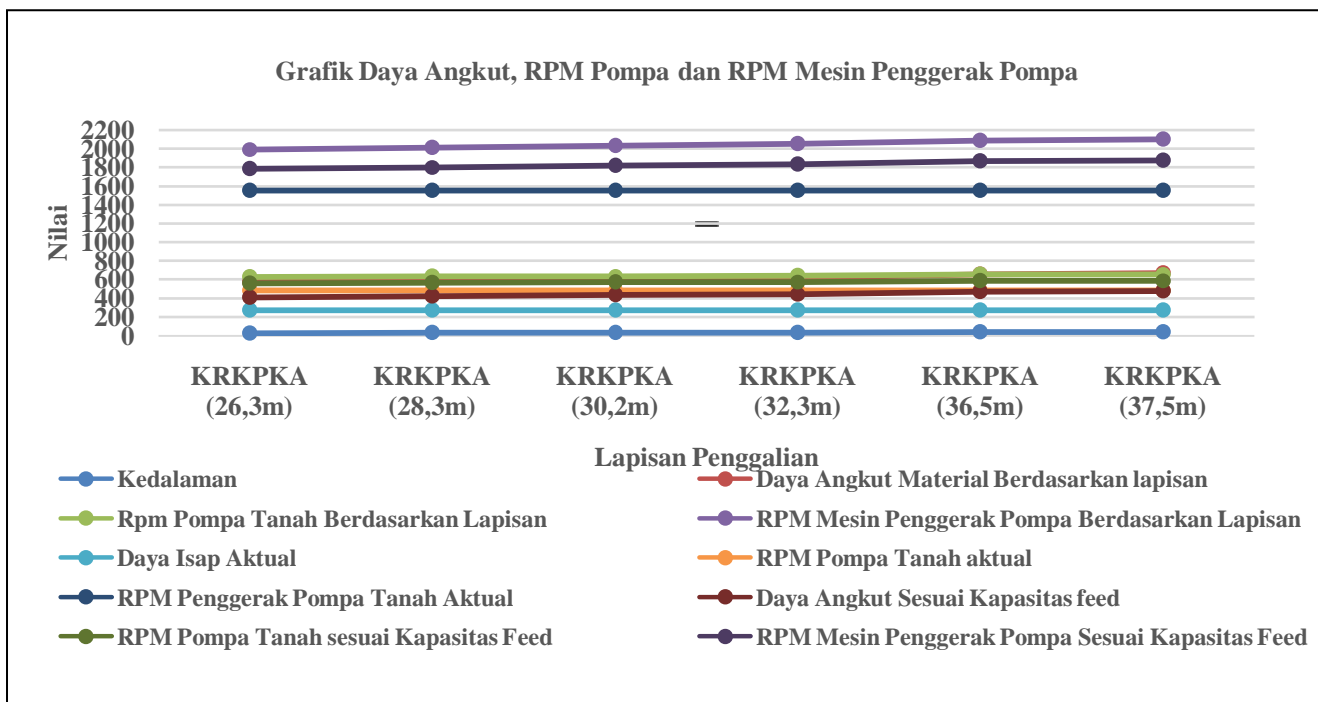 Grafik Daya Angkut, RPM Pompa dan RPM Mesin Penggerak Pompa
2200
2000
1800
1600
1400
1200
1000
800
600
400
200
0
Nilai
KRKPKA
(26,3m)
KRKPKA
(28,3m)
KRKPKA
(30,2m)
KRKPKA
(32,3m)
KRKPKA
(36,5m)
KRKPKA
(37,5m)
Lapisan Penggalian
Kedalaman
Daya Angkut Material Berdasarkan lapisan
Rpm Pompa Tanah Berdasarkan Lapisan
RPM Mesin Penggerak Pompa Berdasarkan Lapisan
Daya Isap Aktual
RPM Pompa Tanah aktual
RPM Penggerak Pompa Tanah Aktual
Daya Angkut Sesuai Kapasitas feed
RPM Pompa Tanah sesuai Kapasitas Feed
RPM Mesin Penggerak Pompa Sesuai Kapasitas Feed